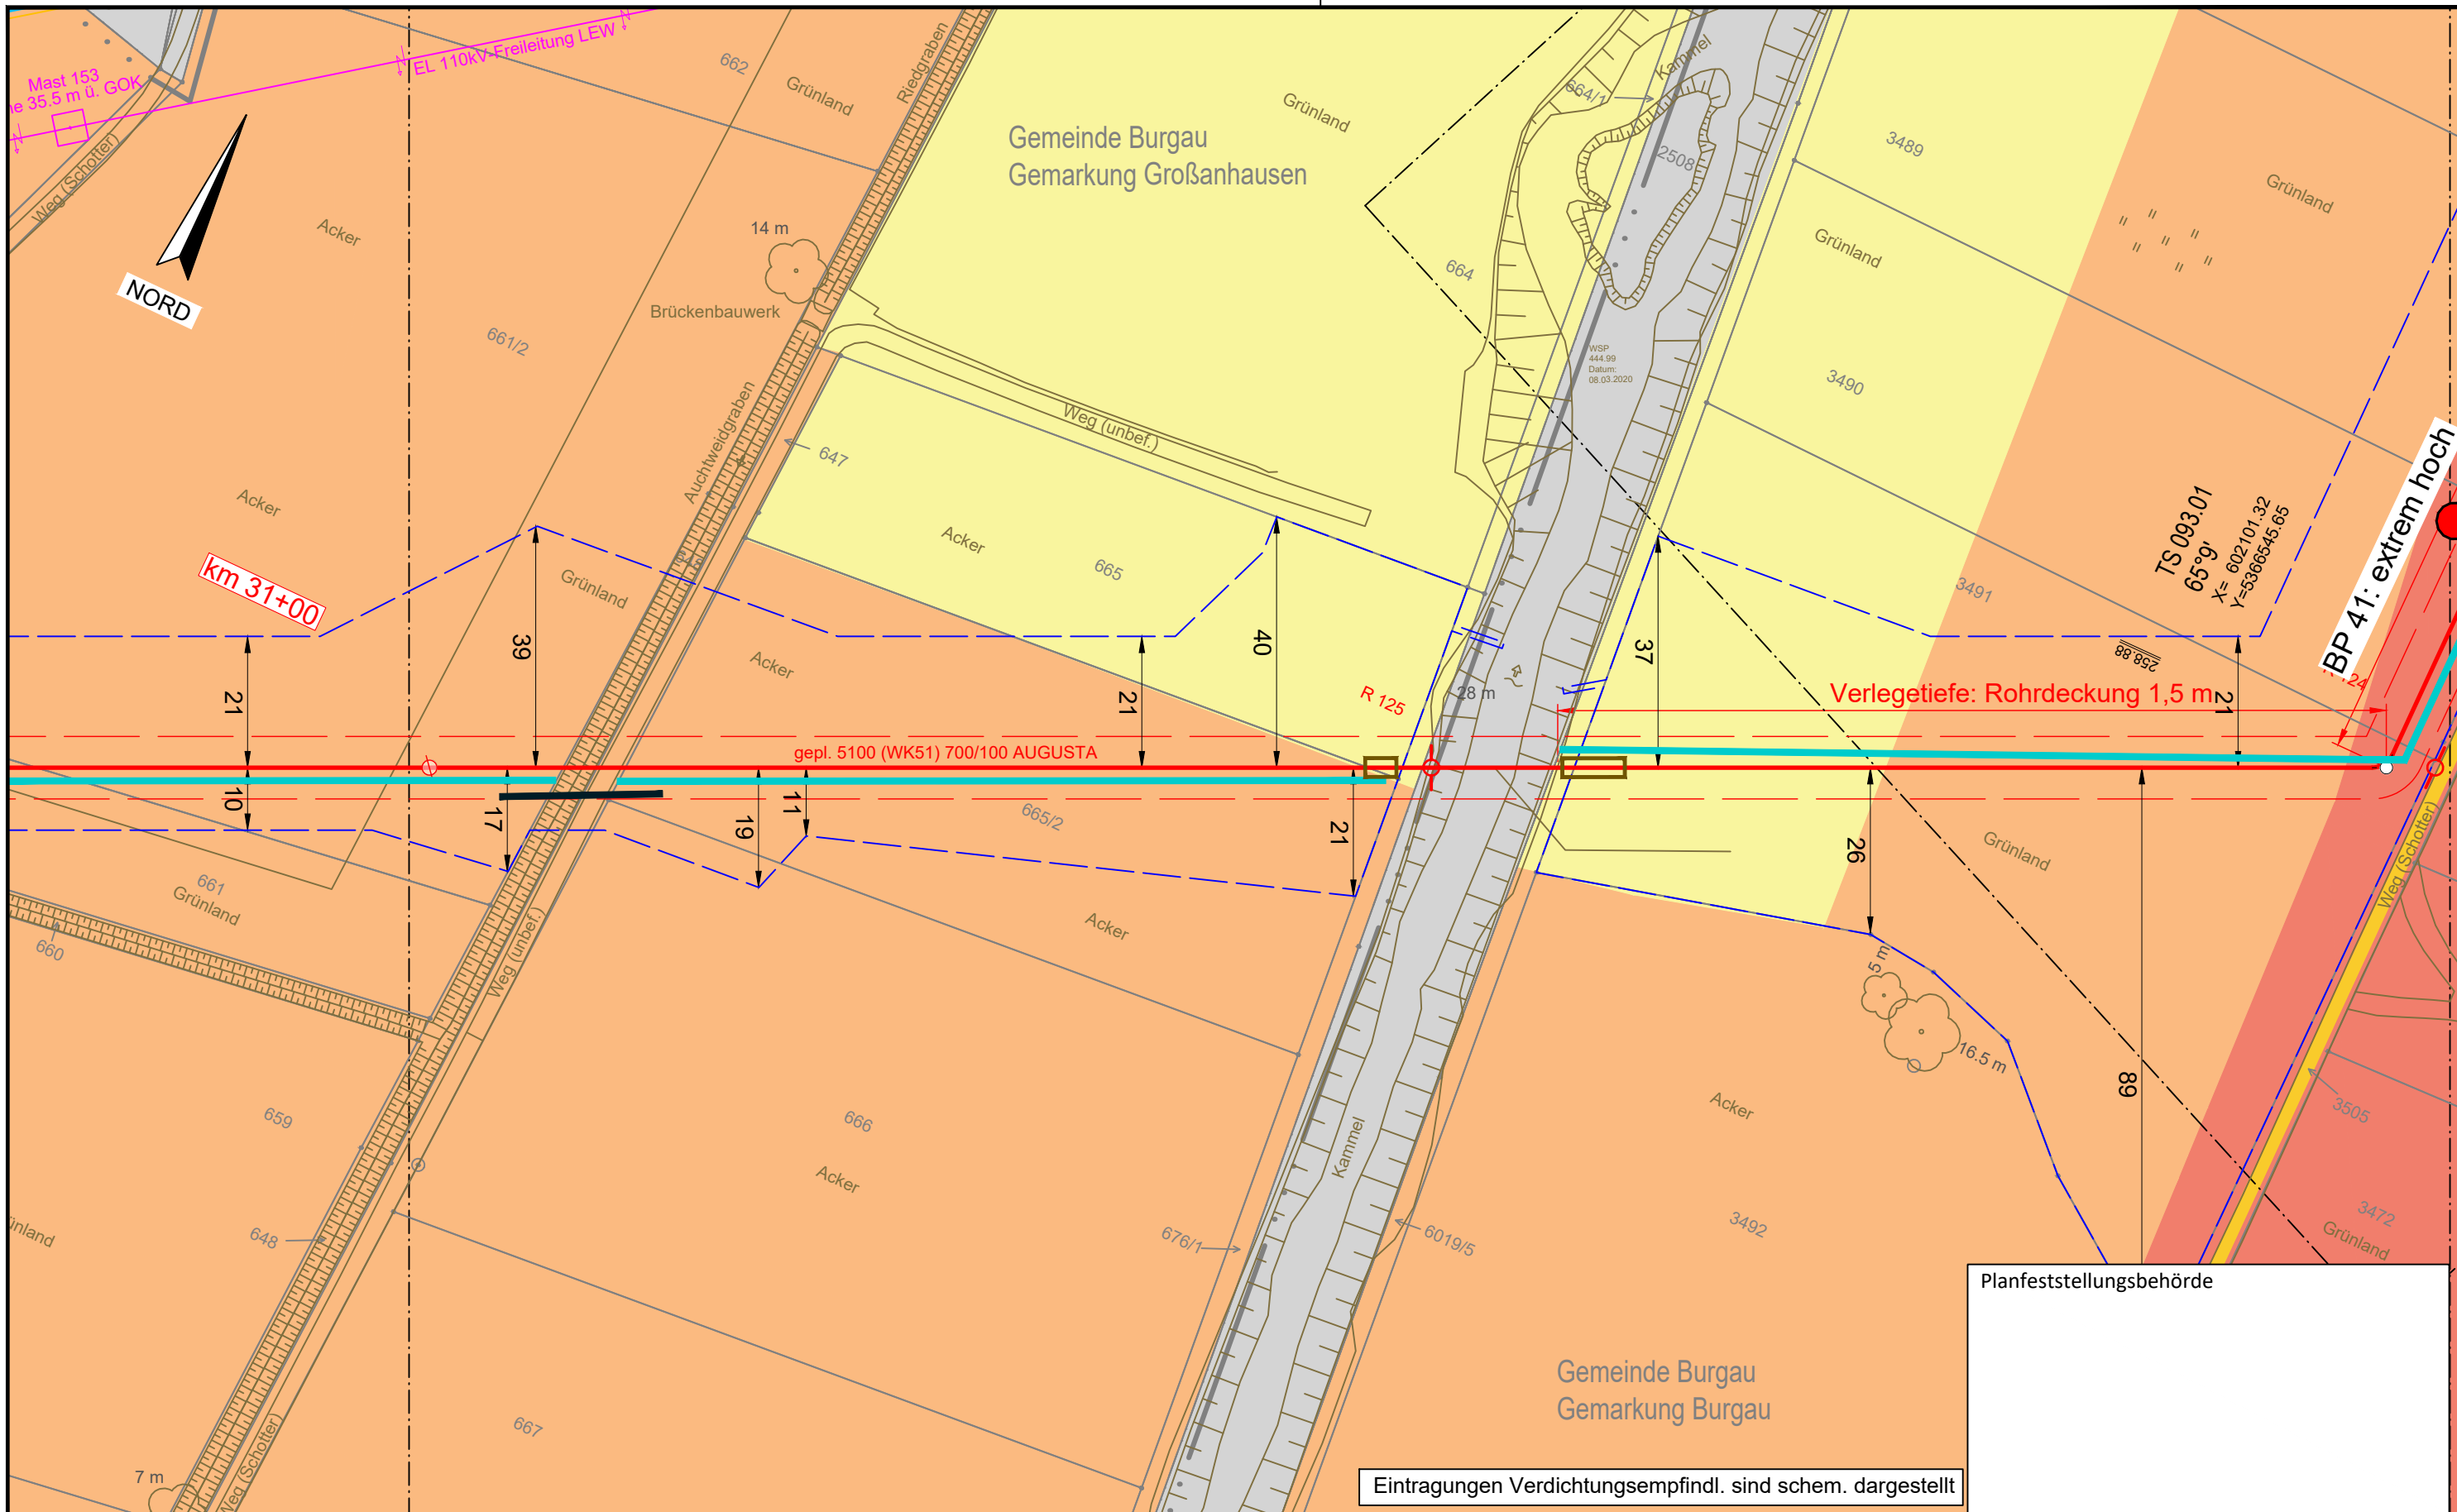 Mast 153
ne 35.5 m ü. GOK
EL 110kV-Freileitung LEW
662
Grünland
Riedgraben
Gemeinde Burgau
Gemarkung Großanhausen
Grünland
Kammel
664/1
2508
3489
Grünland
Weg (Schotter)
NORD
Acker
14 m
Brückenbauwerk
661/2
664
Grünland
WSP
444.99
Datum:
08.03.2020
3490
Auchtweidgraben
Weg (unbef.)
647
Acker
Acker
665
km 31+00
Grünland
Acker
39
40
37
21
21
21
TS 093.01
65°9'
X= 602101.32
Y=5366545.65
3491
258.88
BP 41: extrem hoch
R 124
R 125
28 m
Verlegetiefe: Rohrdeckung 1,5 m
gepl. 5100 (WK51) 700/100 AUGUSTA
10
17
19
11
21
26
89
665/2
Grünland
Weg (Schotter)
661
Grünland
660
Weg (unbef.)
Acker
5 m
16.5 m
659
666
Acker
Acker
Kammel
3505
3472
Grünland
648
676/1
6019/5
3492
Planfeststellungsbehörde
Gemeinde Burgau
Gemarkung Burgau
667
7 m
Weg (Schotter)
Eintragungen Verdichtungsempfindl. sind schem. dargestellt